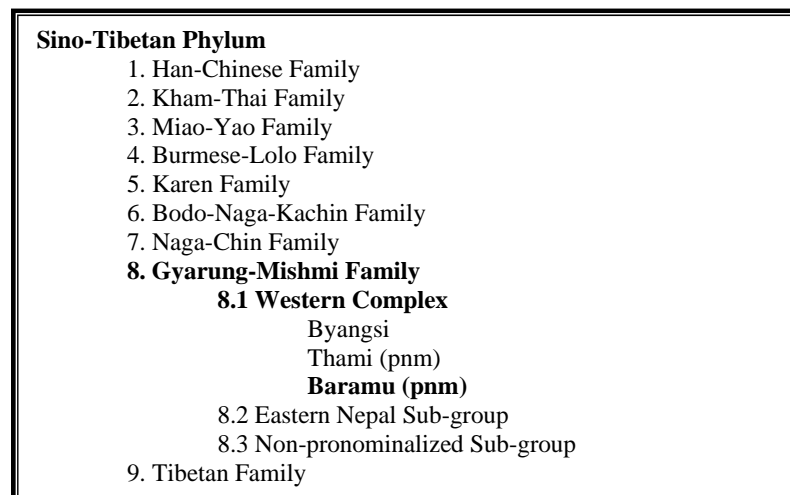 Sino-Tibetan Phylum
1. Han-Chinese Family
2. Kham-Thai Family
3. Miao-Yao Family
4. Burmese-Lolo Family
5. Karen Family
6. Bodo-Naga-Kachin Family
7. Naga-Chin Family
8. Gyarung-Mishmi Family
8.1 Western Complex
Byangsi
Thami (pnm)
Baramu (pnm)
8.2 Eastern Nepal Sub-group
8.3 Non-pronominalized Sub-group
9. Tibetan Family